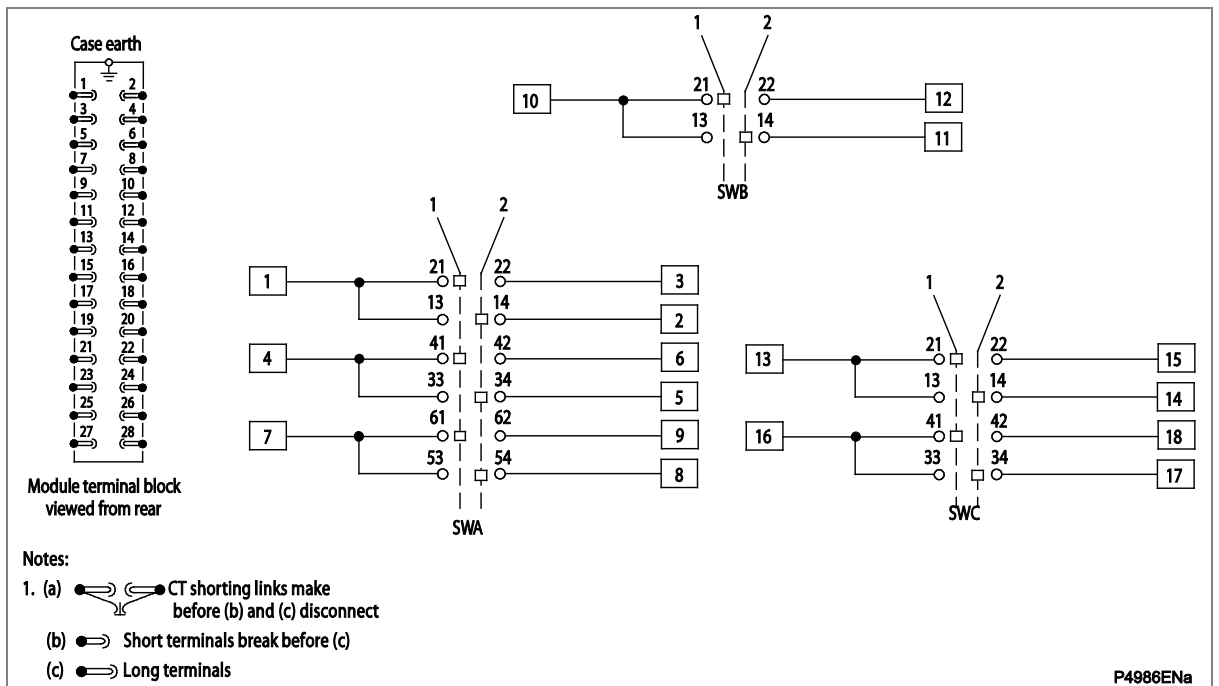 Case earth
1 2
3 4
5 6
7 8
9 10
11 12
13 14
15 16
17 18
19 20
21 22
23 24
25 26
27 28
Module terminal block
viewed from rear
1 2
10 21 22 12
13 14 11
SWB
1 2
1 21 22 3
13 14 2
4 41 42 6
33 34 5
7 61 62 9
53 54 8
SWA
1 2
13 21 22 15
13 14 14
16 41 42 18
33 34 17
SWC
Notes:
1. (a) CT shorting links make
before (b) and (c) disconnect
(b) Short terminals break before (c)
(c) Long terminals
P4986ENa